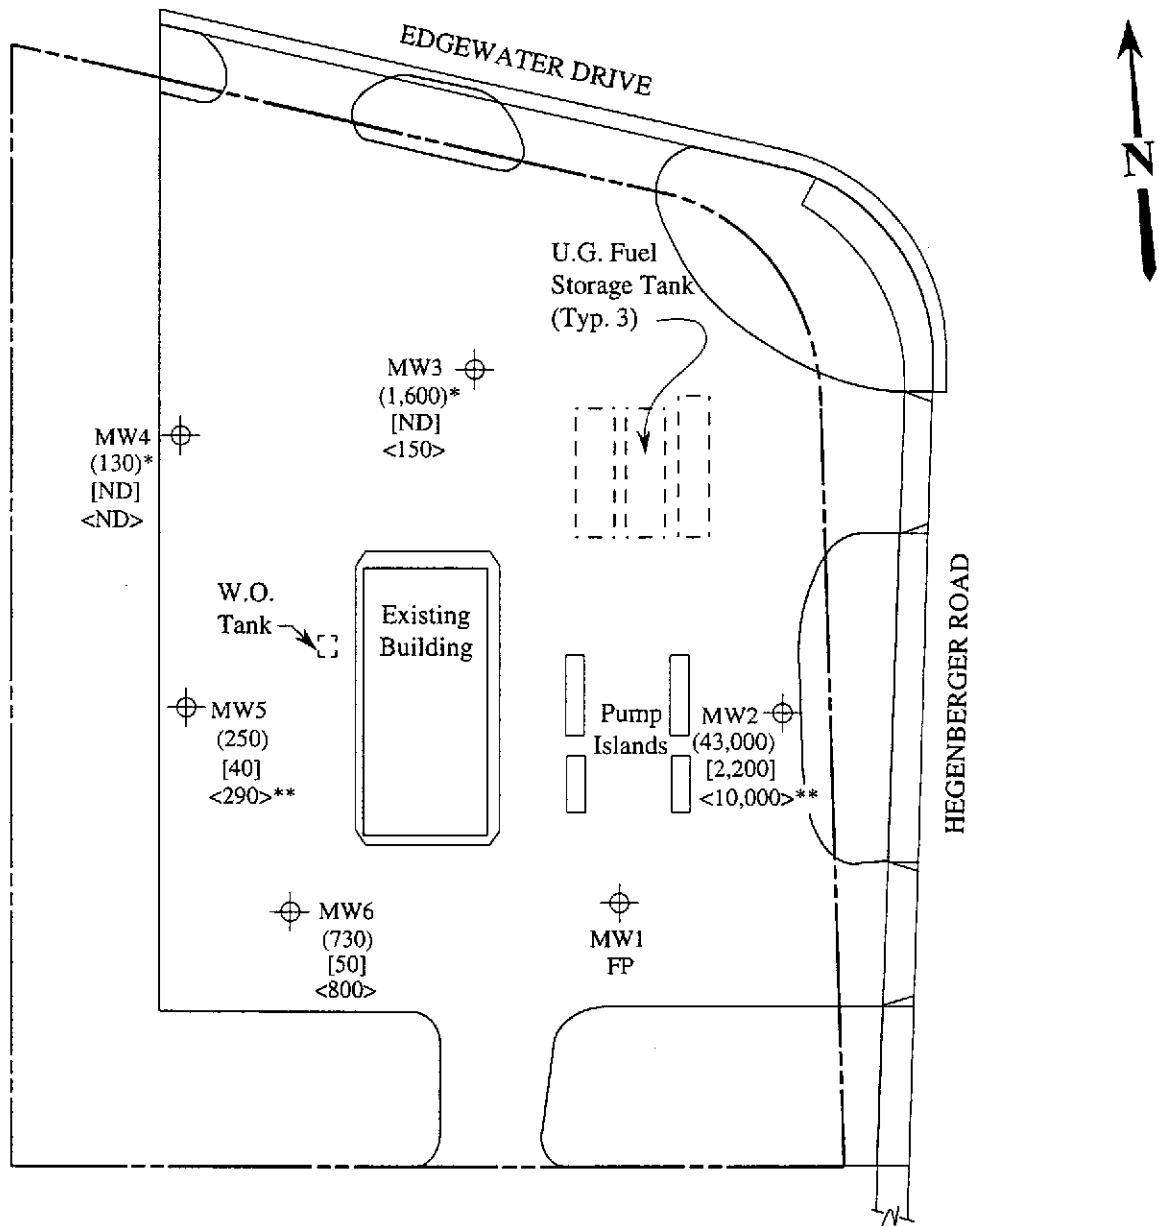 EDGEWATER DRIVE
N
U.G. Fuel
Storage Tank
(Typ. 3)
MW3
(1,600)*
[ND]
<150>
MW4
(130)*
[ND]
<ND>
W.O.
Tank
Existing
Building
HEGENBERGER ROAD
MW5
(250)
[40]
<290>**
Pump
Islands
MW2
(43,000)
[2,200]
<10,000>**
MW6
(730)
[50]
<800>
MW1
FP